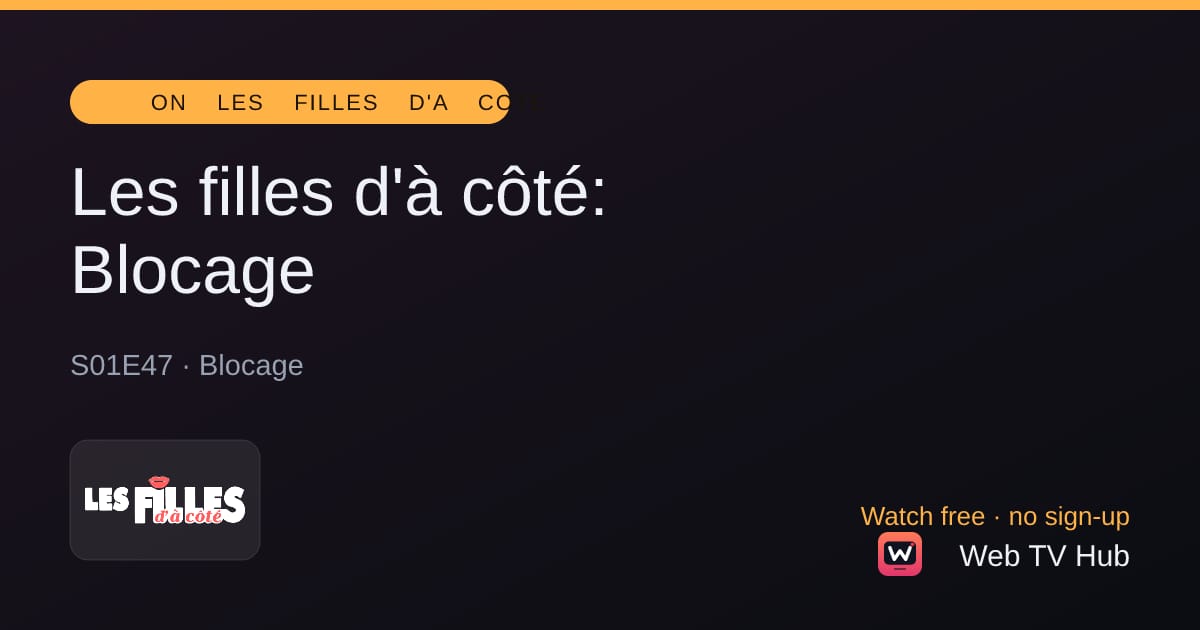 ON LES FILLES D'A CO
Les filles d'à côté:
Blocage
S01E47 · Blocage
LES FILLES
d'à côté
Watch free · no sign-up
W
Web TV Hub